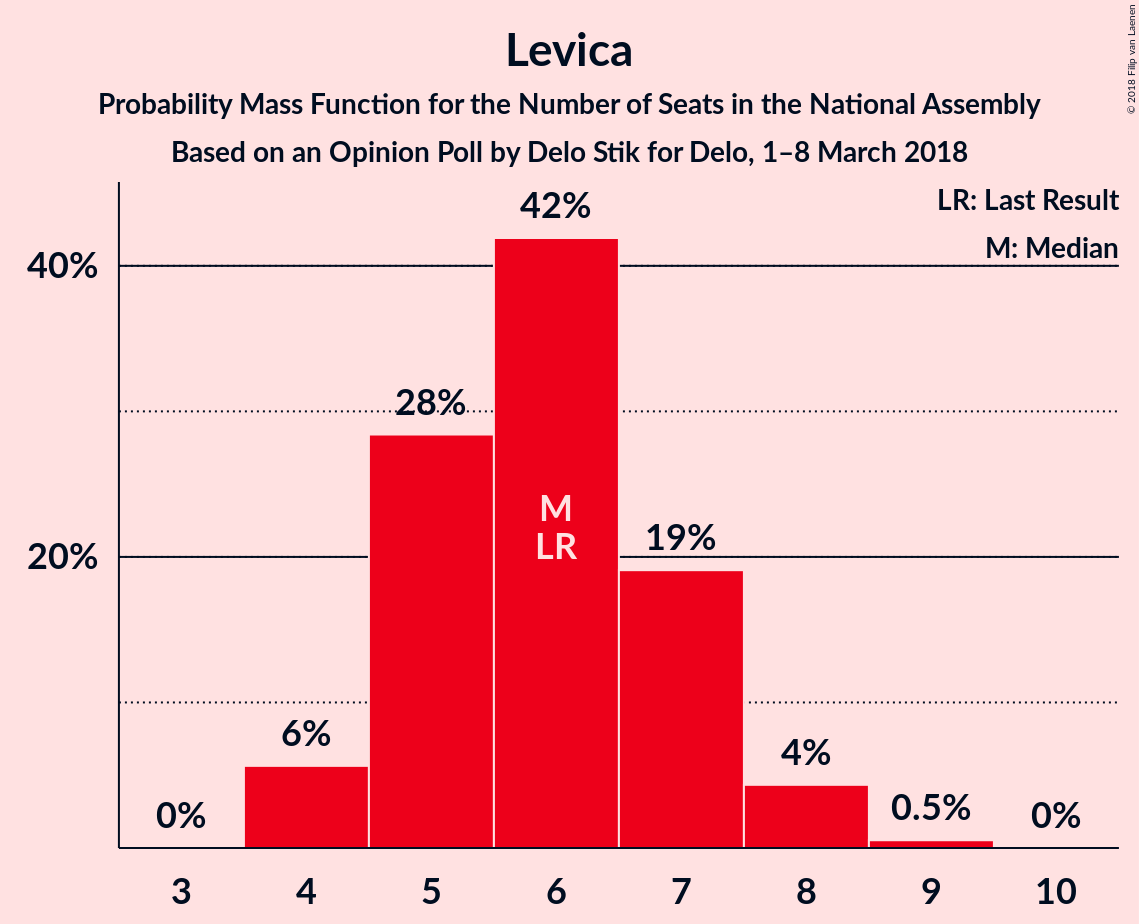 Levica
Probability Mass Function for the Number of Seats in the National Assembly
Based on an Opinion Poll by Delo Stik for Delo, 1–8 March 2018
© 2018 Filip van Laenen
LR: Last Result
M: Median
40%
20%
0%
6%
28%
42%
M
LR
19%
4%
0.5%
0%
3 4 5 6 7 8 9 10